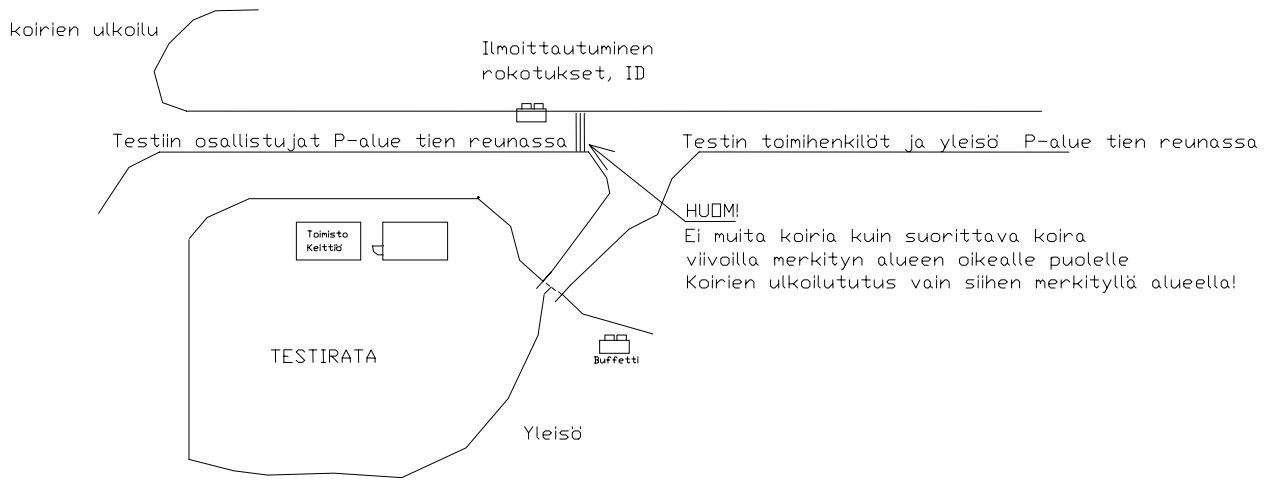 koirien ulkoilu
Ilmoittautuminen
rokotukset, ID
Testiin osallistujat P-alue tien reunassa
Testin toimihenkilöt ja yleisö P-alue tien reunassa
HU□M!
Ei muita koiria kuin suorittava koira
viivoilla merkityn alueen oikealle puolelle
Koirien ulkoilututus vain siihen merkityllä alueella!
Toimisto
Keittiö
TESTIRATA
Buffetti
Yleisö